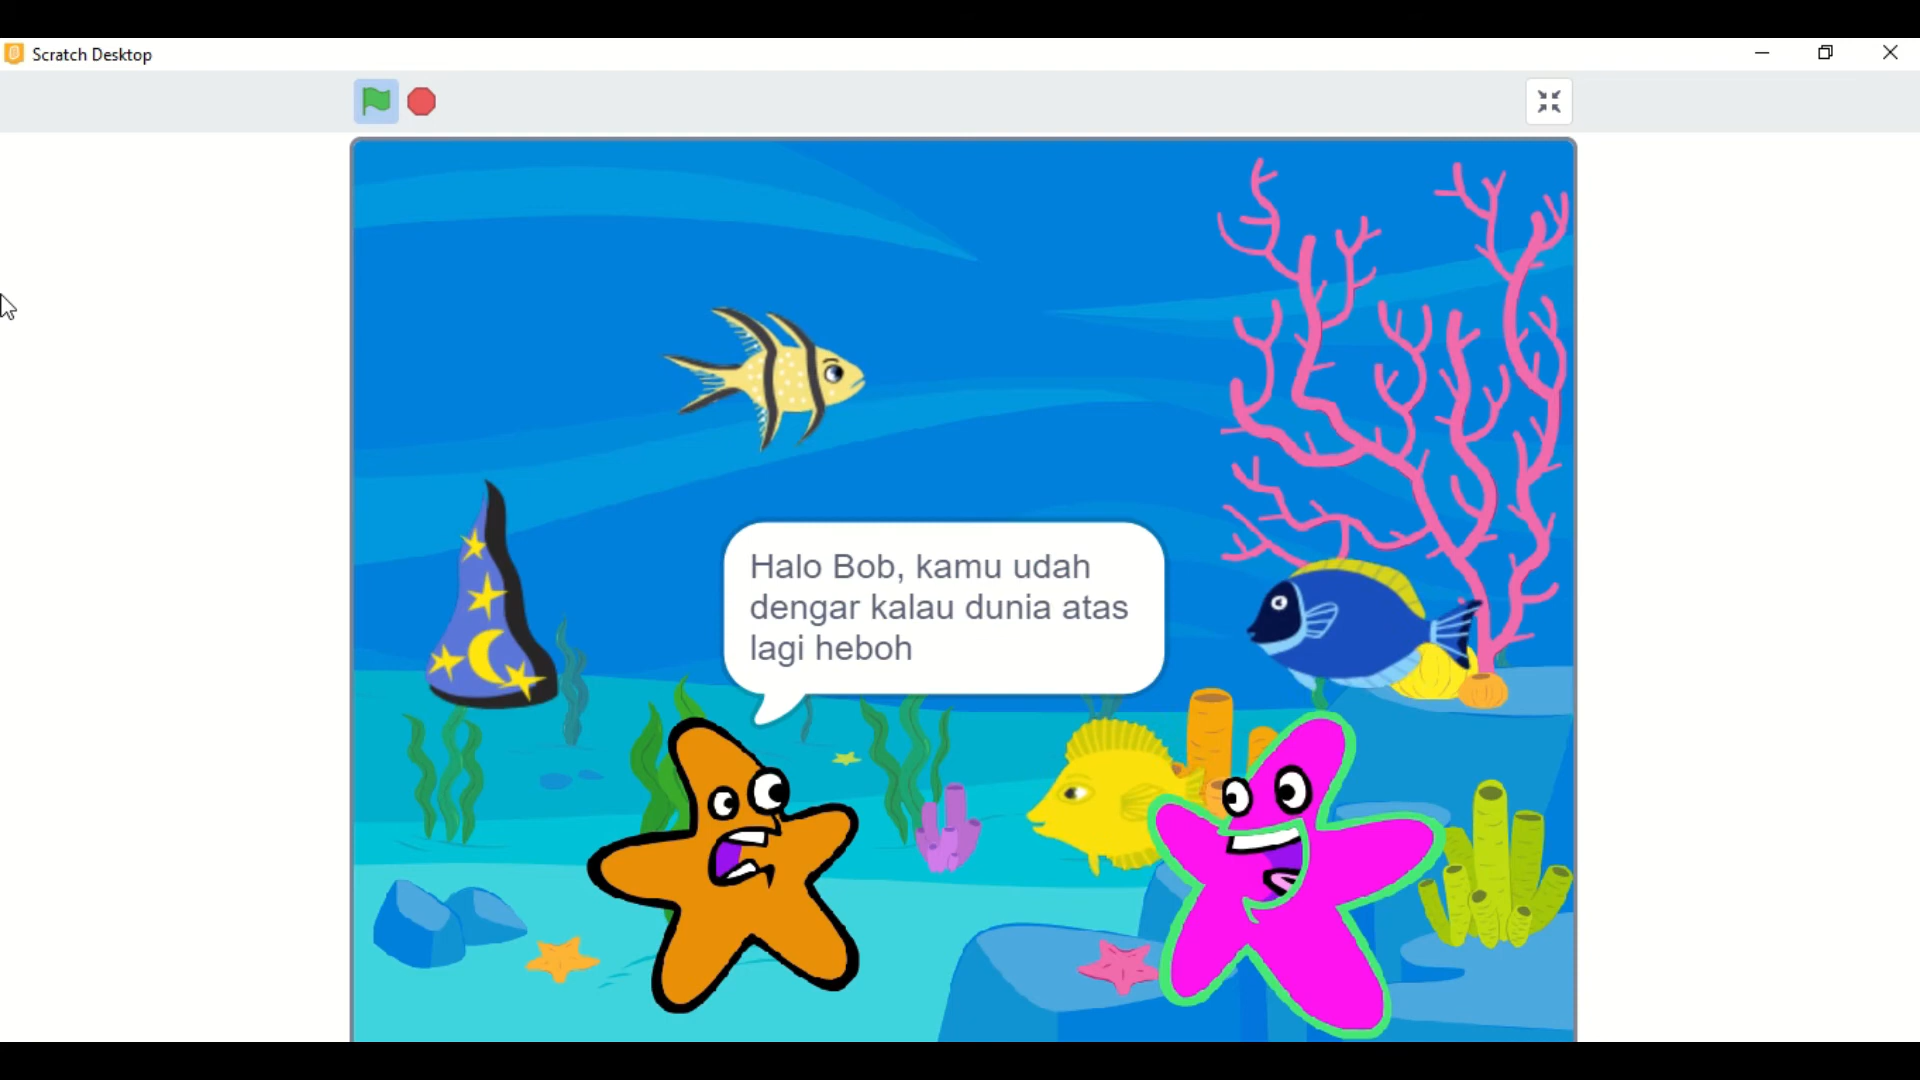 Scratch Desktop
Halo Bob, kamu udah
dengar kalau dunia atas
lagi heboh